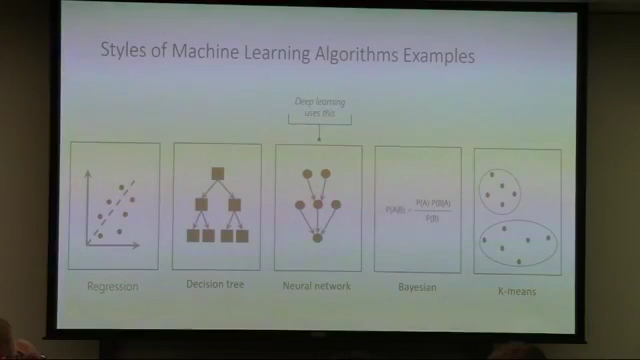 Styles of Machine Learning Algorithms Examples
Deep learning
uses this
P(A|B) = P(A) P(B|A)
P(B)
Regression
Decision tree
Neural network
Bayesian
K-means